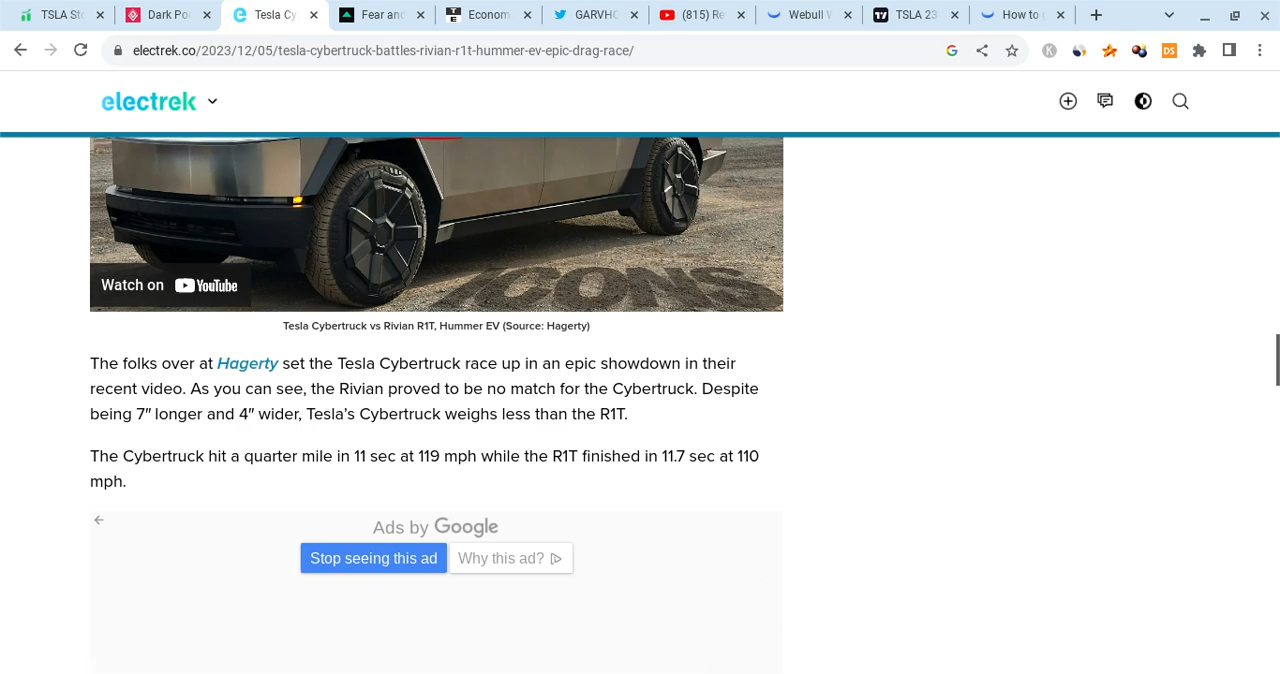 TSLA St
Dark Po
Tesla Cy
Fear and
Econom
GARVHO
(815) Re
Webull
TSLA 23
How to
electrek.co/2023/12/05/tesla-cybertruck-battles-rivian-r1t-hummer-ev-epic-drag-race/
K
DS
electrek
ICONS
Watch on YouTube
Tesla Cybertruck vs Rivian R1T, Hummer EV (Source: Hagerty)
The folks over at Hagerty set the Tesla Cybertruck race up in an epic showdown in their
recent video. As you can see, the Rivian proved to be no match for the Cybertruck. Despite
being 7″ longer and 4″ wider, Tesla’s Cybertruck weighs less than the R1T.
The Cybertruck hit a quarter mile in 11 sec at 119 mph while the R1T finished in 11.7 sec at 110
mph.
Ads by Google
Stop seeing this ad
Why this ad?